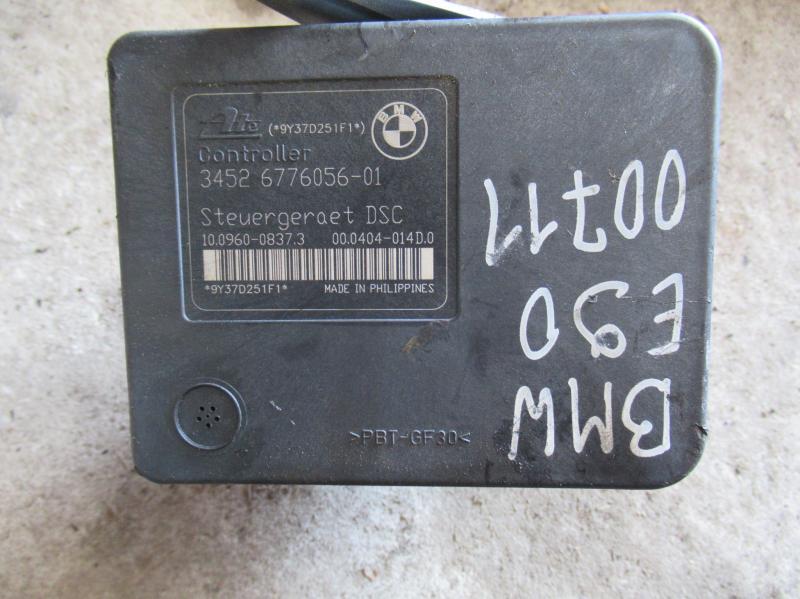 Ate (*9Y37D251F1*) BMW
Controller
3452 6776056-01
Steuergeraet DSC
10.0960-0837.3 00.0404-014D.0
*9Y37D251F1* MADE IN PHILIPPINES
>PBT-GF30<
BMW
E90
00711